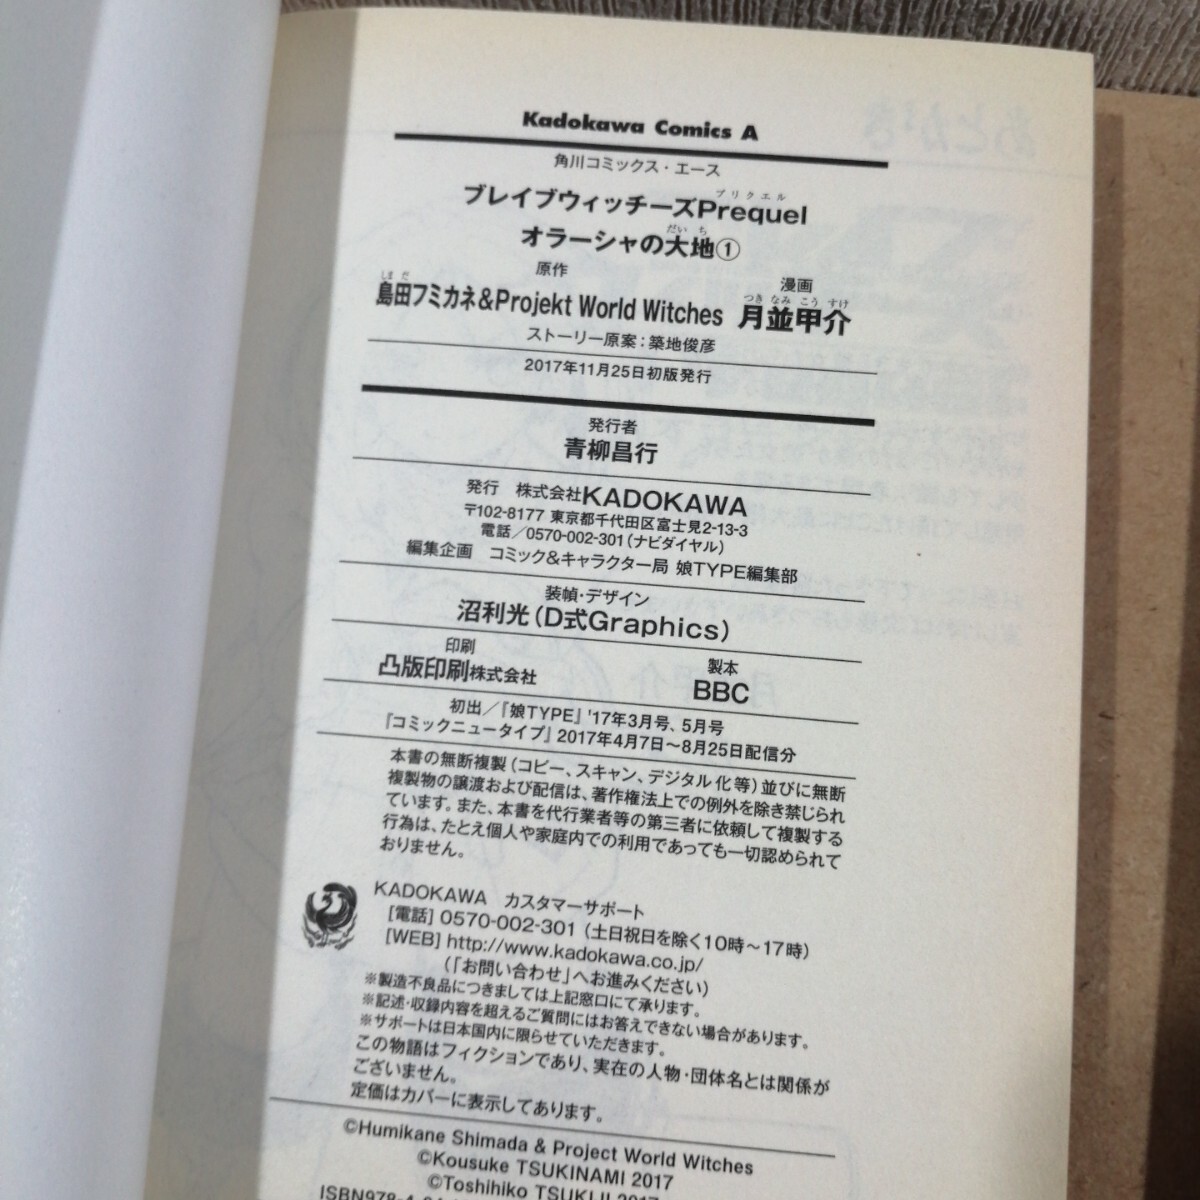 Kadokawa Comics A
角川コミックス・エース
プリクエル
ブレイブウィッチーズPrequel
だいち
オラーシャの大地①
原作
漫画
しまだ
つきなみこうすけ
島田フミカネ&Projekt World Witches 月並甲介
ストーリー原案：築地俊彦
2017年11月25日初版発行
発行者
青柳昌行
発行 株式会社KADOKAWA
〒102-8177 東京都千代田区富士見2-13-3
電話／0570-002-301(ナビダイヤル)
編集企画 コミック&キャラクター局 娘TYPE編集部
装幀・デザイン
沼利光(D式Graphics)
印刷
製本
凸版印刷株式会社
BBC
初出／『娘TYPE』'17年3月号、5月号
『コミックニュータイプ』2017年4月7日～8月25日配信分
本書の無断複製(コピー、スキャン、デジタル化等)並びに無断
複製物の譲渡および配信は、著作権法上での例外を除き禁じられ
ています。また、本書を代行業者等の第三者に依頼して複製する
行為は、たとえ個人や家庭内での利用であっても一切認められて
おりません。
KADOKAWA カスタマーサポート
[電話] 0570-002-301 (土日祝日を除く10時～17時)
[WEB] http://www.kadokawa.co.jp/
(「お問い合わせ」へお進みください)
※製造不良品につきましては上記窓口にて承ります。
※記述・収録内容を超えるご質問にはお答えできない場合があります。
※サポートは日本国内に限らせていただきます。
この物語はフィクションであり、実在の人物・団体名とは関係が
ございません。
定価はカバーに表示してあります。
©Humikane Shimada & Project World Witches
©Kousuke TSUKINAMI 2017
©Toshihiko TSUKIJI 2017
ISBN978-4-04